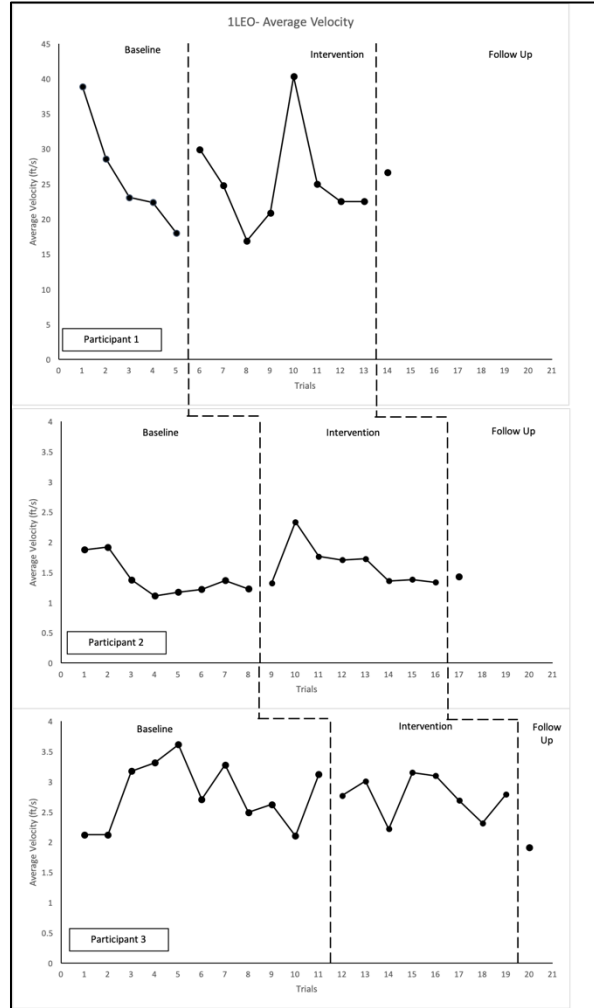 1LEO- Average Velocity
Baseline Intervention Follow Up
45
40
35
30
25
20
15
10
5
0
Average Velocity (ft/s)
Participant 1
0 1 2 3 4 5 6 7 8 9 10 11 12 13 14 15 16 17 18 19 20 21
Trials
Baseline Intervention Follow Up
4
3.5
3
2.5
2
1.5
1
0.5
0
Average Velocity (ft/s)
Participant 2
0 1 2 3 4 5 6 7 8 9 10 11 12 13 14 15 16 17 18 19 20 21
Trials
Baseline Intervention Follow
Up
4
3.5
3
2.5
2
1.5
1
0.5
0
Average Velocity (ft/s)
Participant 3
0 1 2 3 4 5 6 7 8 9 10 11 12 13 14 15 16 17 18 19 20 21
Trials